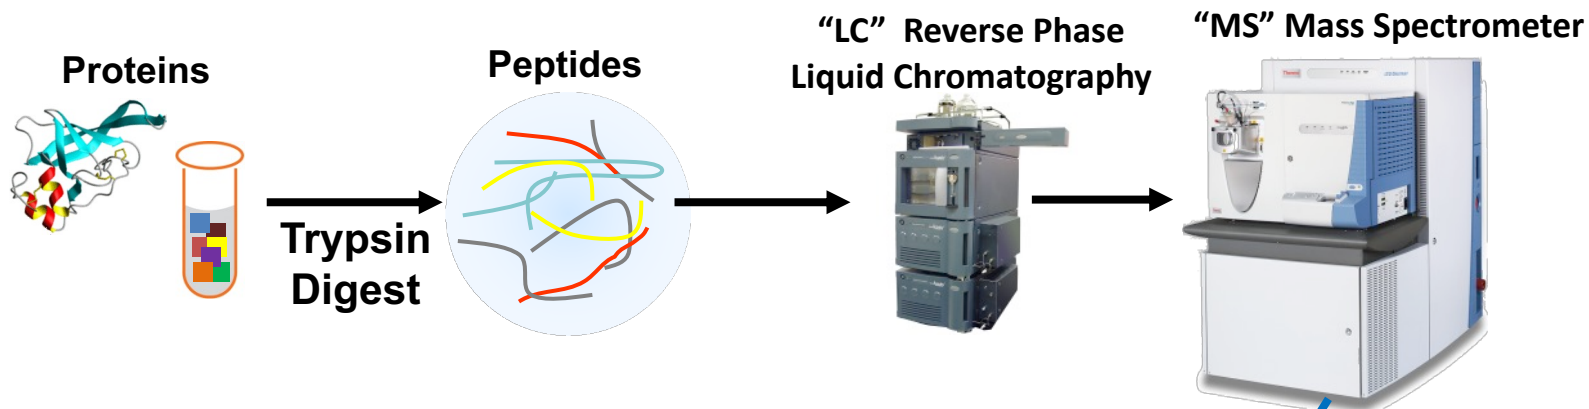 Proteins
Trypsin
Digest
Peptides
“LC” Reverse Phase
Liquid Chromatography
“MS” Mass Spectrometer